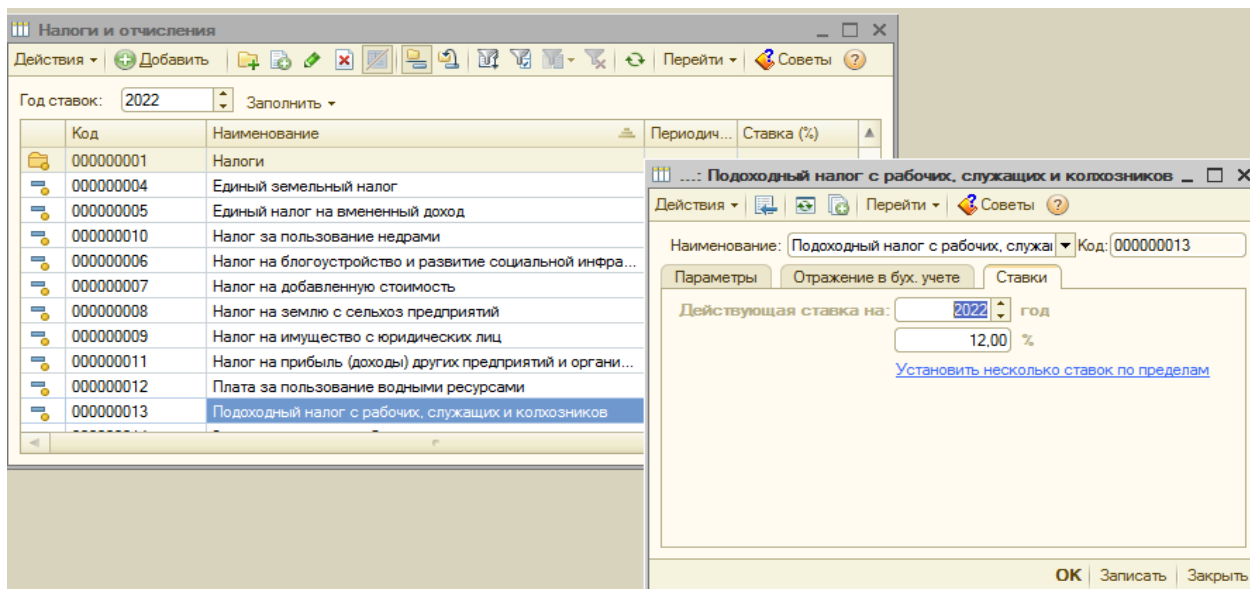 Налоги и отчисления
Действия Добавить Перейти Советы
Год ставок: 2022 Заполнить
Код Наименование Периодич... Ставка (%)
000000001 Налоги
000000004 Единый земельный налог
000000005 Единый налог на вмененный доход
000000010 Налог за пользование недрами
000000006 Налог на блогоустройство и развитие социальной инфра...
000000007 Налог на добавленную стоимость
000000008 Налог на землю с сельхоз предприятий
000000009 Налог на имущество с юридических лиц
000000011 Налог на прибыль (доходы) других предприятий и органи...
000000012 Плата за пользование водными ресурсами
000000013 Подоходный налог с рабочих, служащих и колхозников
...: Подоходный налог с рабочих, служащих и колхозников
Действия Перейти Советы
Наименование: Подоходный налог с рабочих, служаı Код: 000000013
Параметры Отражение в бух. учете Ставки
Действующая ставка на: 2022 год
12,00 %
Установить несколько ставок по пределам
OK Записать Закрыть